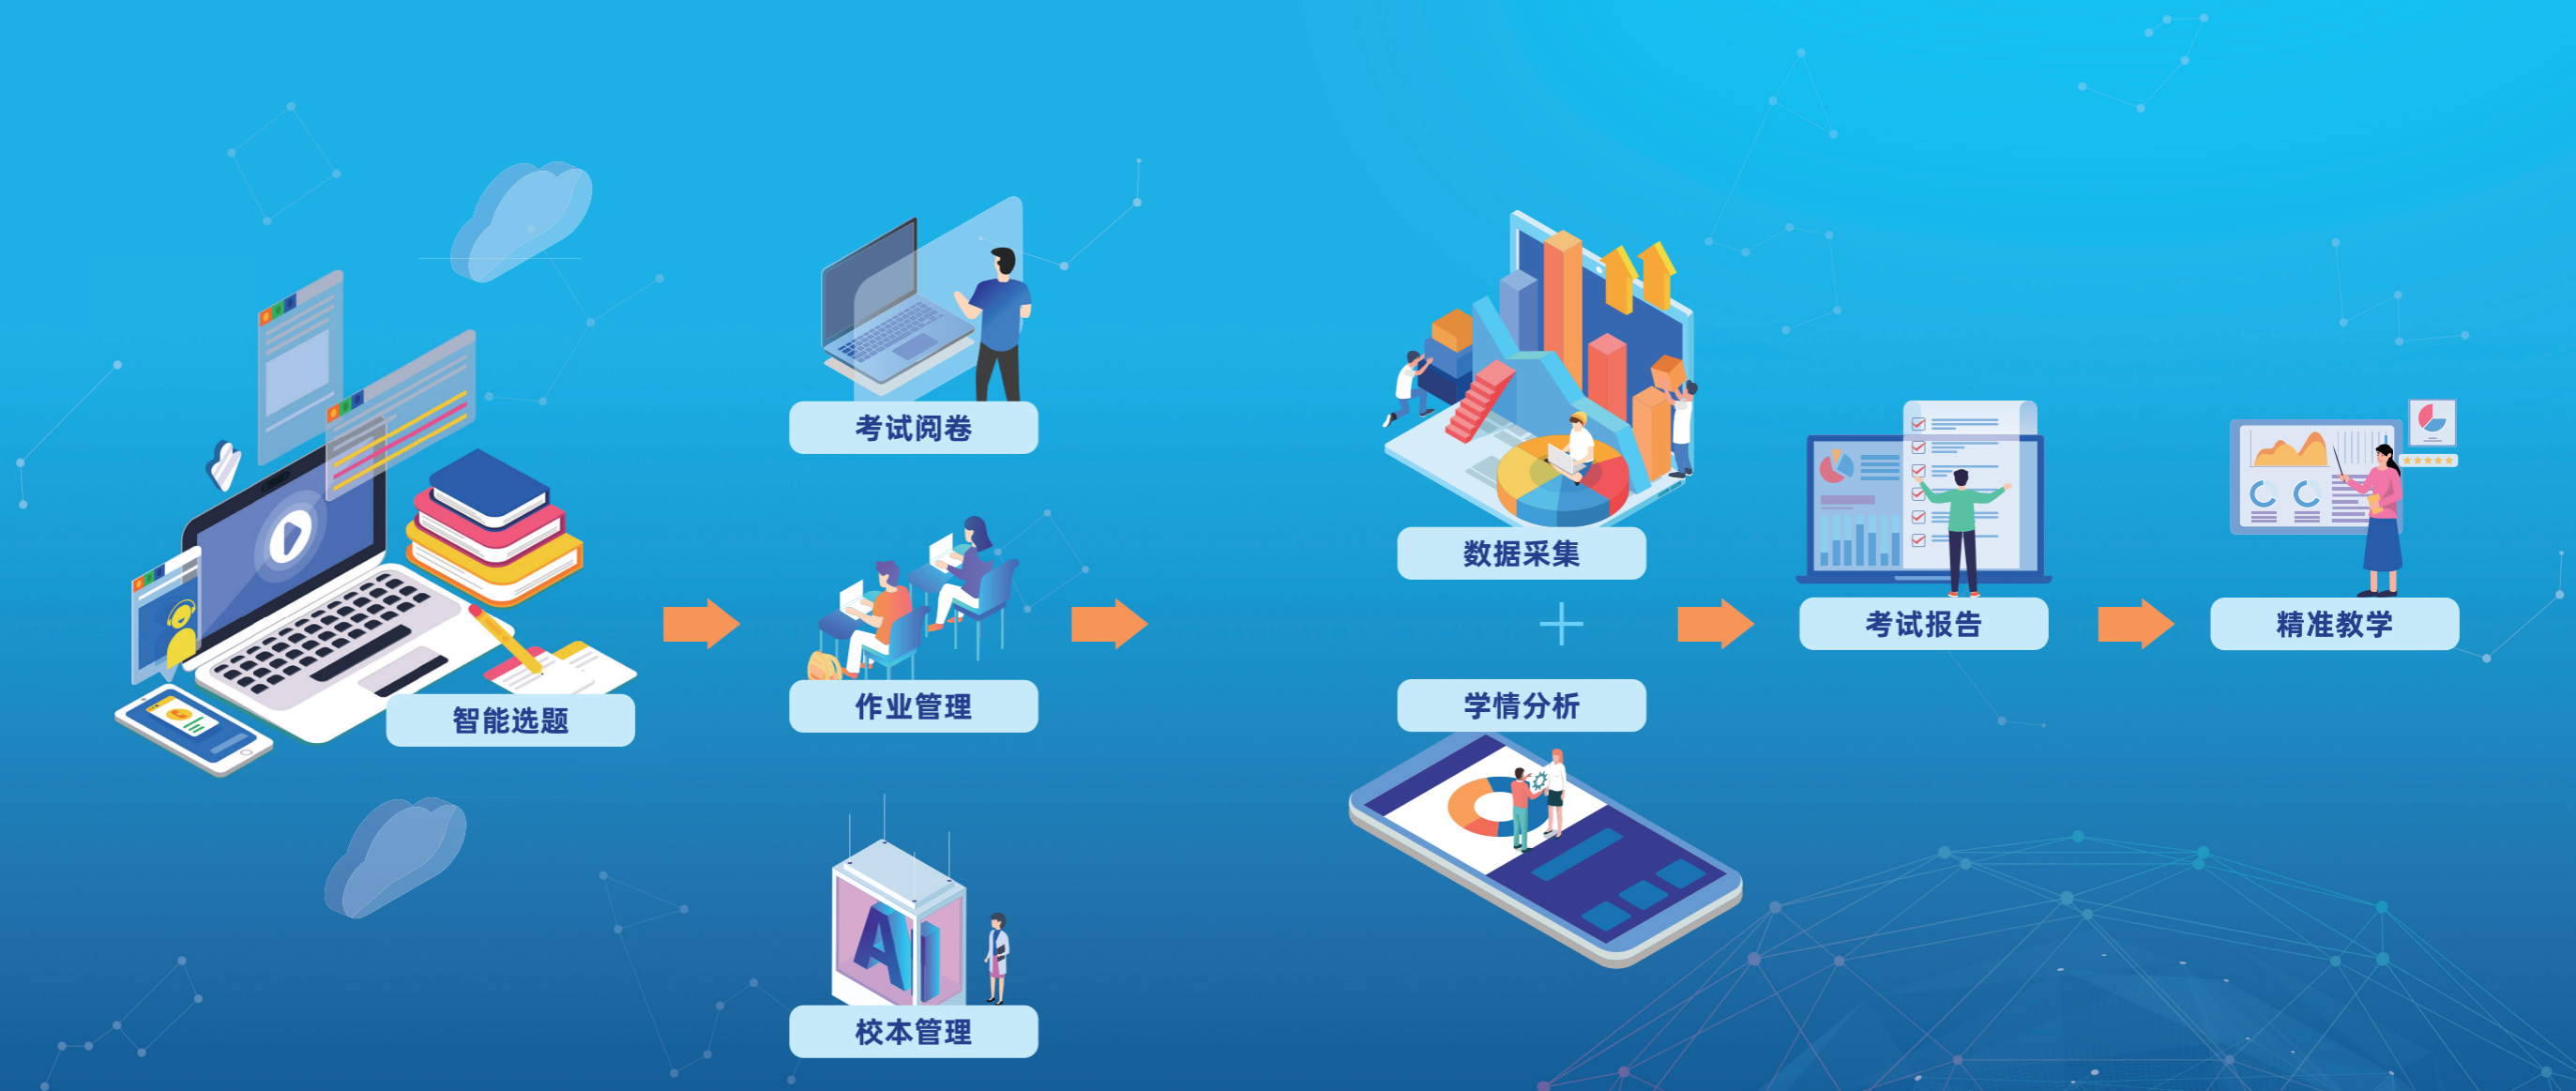 智能选题
考试阅卷
作业管理
AI
校本管理
数据采集
学情分析
考试报告
精准教学